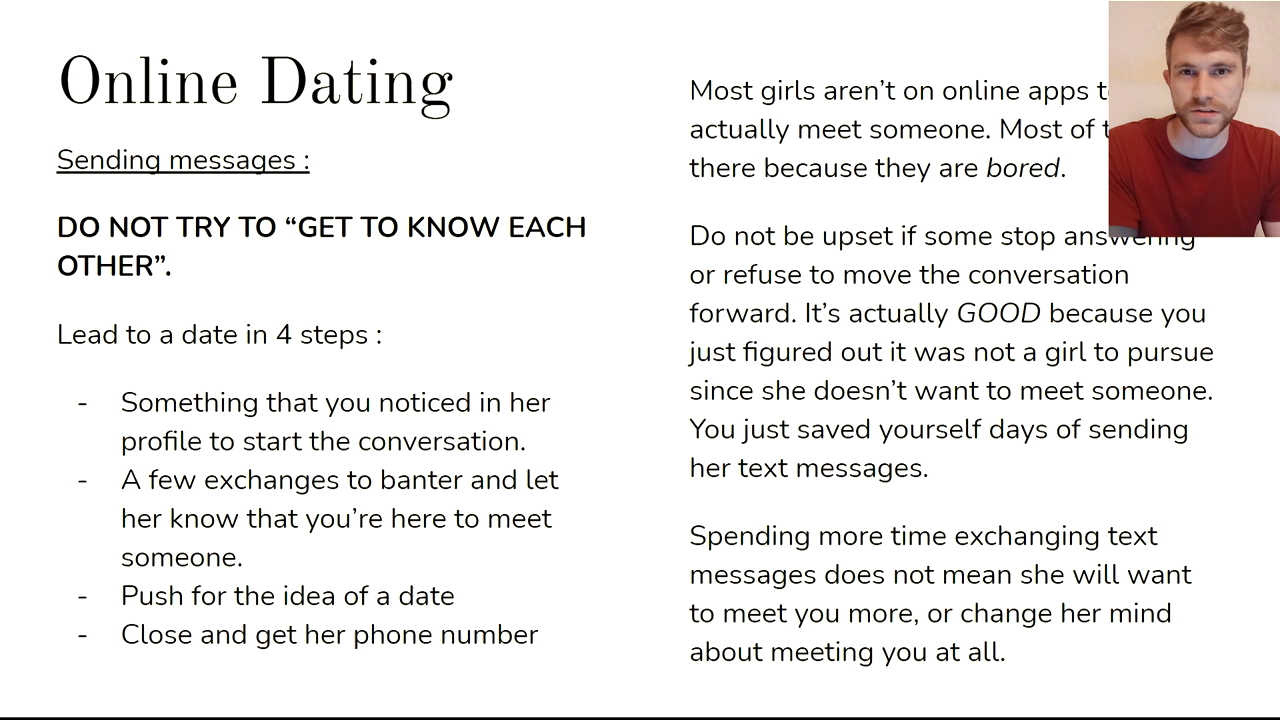 Online Dating
Sending messages :
DO NOT TRY TO “GET TO KNOW EACH
OTHER”.
Lead to a date in 4 steps :
- Something that you noticed in her
profile to start the conversation.
- A few exchanges to banter and let
her know that you’re here to meet
someone.
- Push for the idea of a date
- Close and get her phone number
Most girls aren’t on online apps
actually meet someone. Most of
there because they are bored.
Do not be upset if some stop answering
or refuse to move the conversation
forward. It’s actually GOOD because you
just figured out it was not a girl to pursue
since she doesn’t want to meet someone.
You just saved yourself days of sending
her text messages.
Spending more time exchanging text
messages does not mean she will want
to meet you more, or change her mind
about meeting you at all.